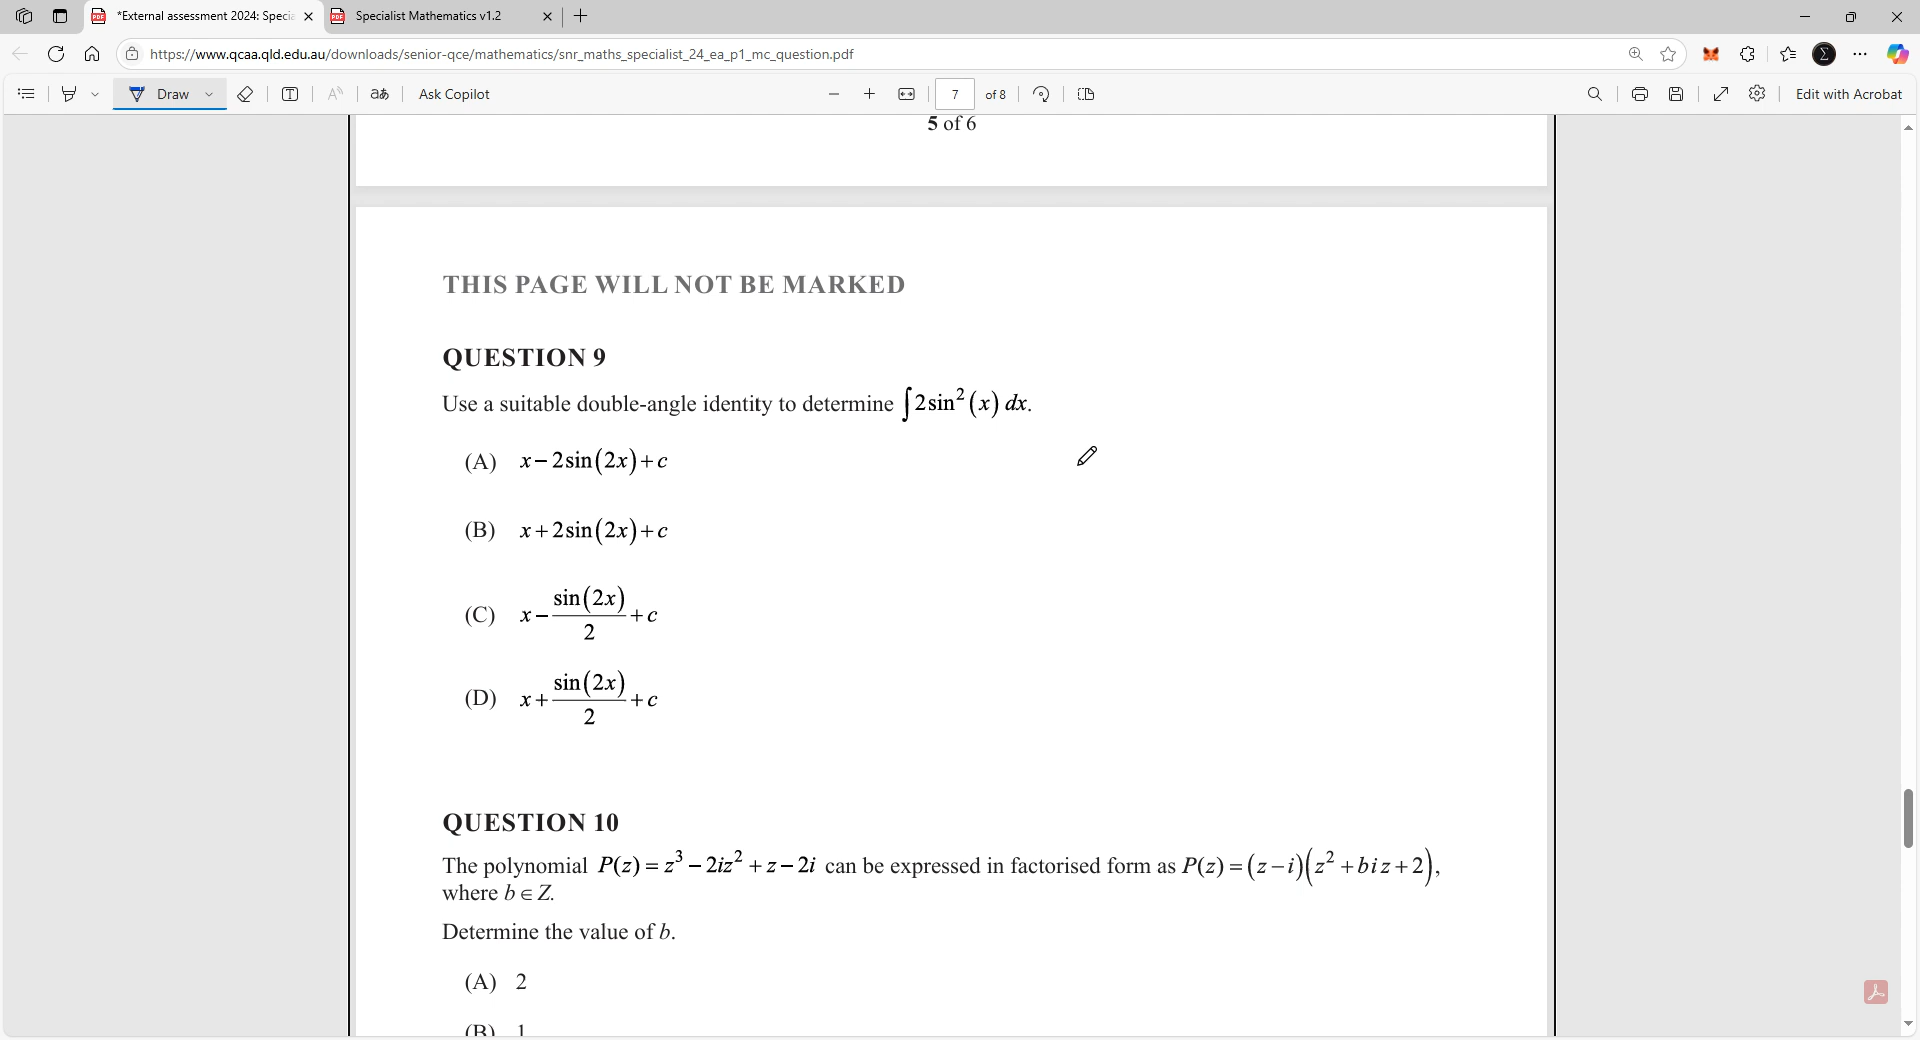 *External assessment 2024: Specia
Specialist Mathematics v1.2
https://www.qcaa.qld.edu.au/downloads/senior-qce/mathematics/snr_maths_specialist_24_ea_p1_mc_question.pdf
Draw
aあ
Ask Copilot
7 of 8
Edit with Acrobat
5 of 6
THIS PAGE WILL NOT BE MARKED
QUESTION 9
Use a suitable double-angle identity to determine ∫2sin²(x) dx.
(A) x−2sin(2x)+c
(B) x+2sin(2x)+c
(C) x−sin(2x)/2+c
(D) x+sin(2x)/2+c
QUESTION 10
The polynomial P(z)=z³−2iz²+z−2i can be expressed in factorised form as P(z)=(z−i)(z²+biz+2),
where b∈Z.
Determine the value of b.
(A) 2
(B) 1